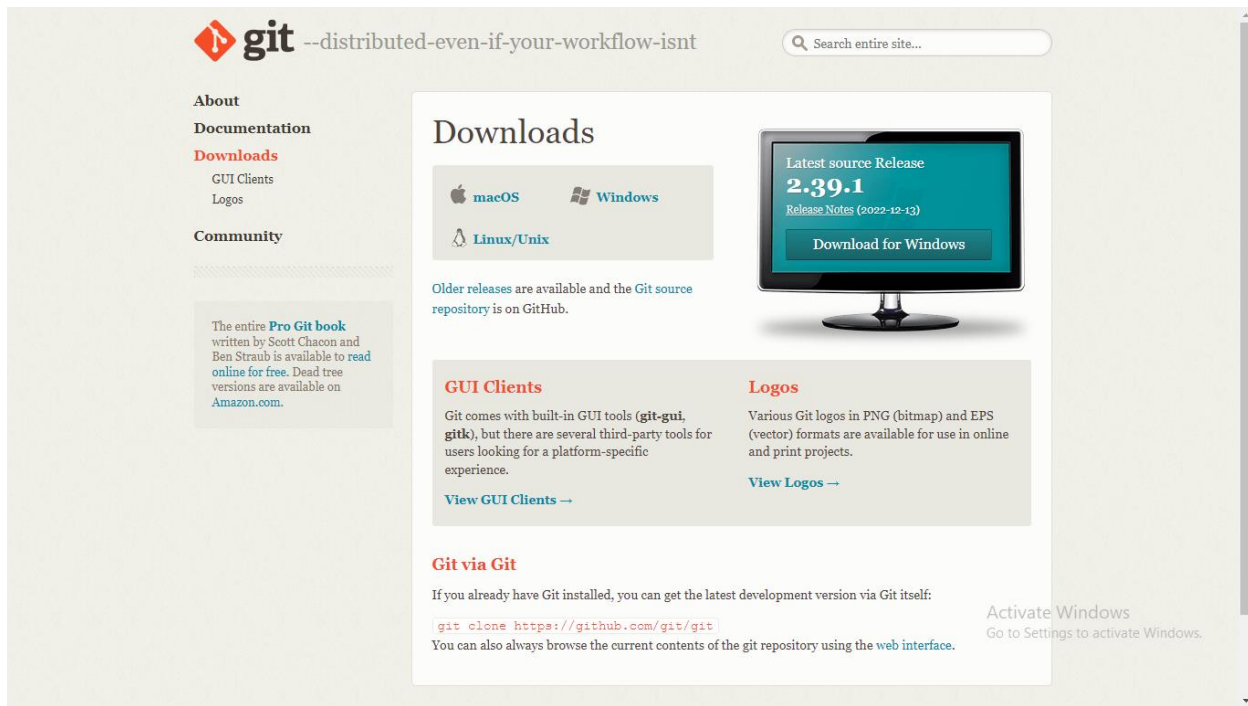 git --distributed-even-if-your-workflow-isnt
Search entire site...
About
Documentation
Downloads
GUI Clients
Logos
Community
The entire Pro Git book
written by Scott Chacon and
Ben Straub is available to read
online for free. Dead tree
versions are available on
Amazon.com.
Downloads
macOS
Windows
Linux/Unix
Older releases are available and the Git source
repository is on GitHub.
Latest source Release
2.39.1
Release Notes (2022-12-13)
Download for Windows
GUI Clients
Git comes with built-in GUI tools (git-gui,
gitk), but there are several third-party tools for
users looking for a platform-specific
experience.
View GUI Clients →
Logos
Various Git logos in PNG (bitmap) and EPS
(vector) formats are available for use in online
and print projects.
View Logos →
Git via Git
If you already have Git installed, you can get the latest development version via Git itself:
git clone https://github.com/git/git
You can also always browse the current contents of the git repository using the web interface.
Activate Windows
Go to Settings to activate Windows.